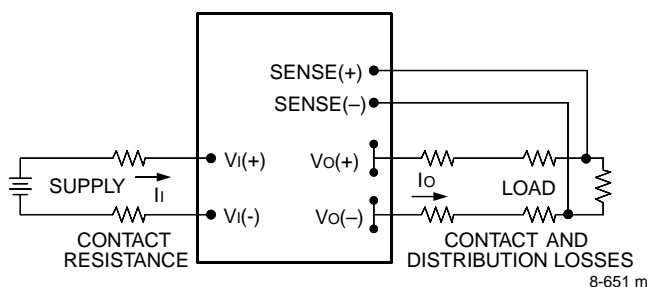 SENSE(+)
SENSE(–)
SUPPLY
II
VI(+)
VO(+)
IO
LOAD
VI(-)
VO(–)
CONTACT
RESISTANCE
CONTACT AND
DISTRIBUTION LOSSES
8-651 m